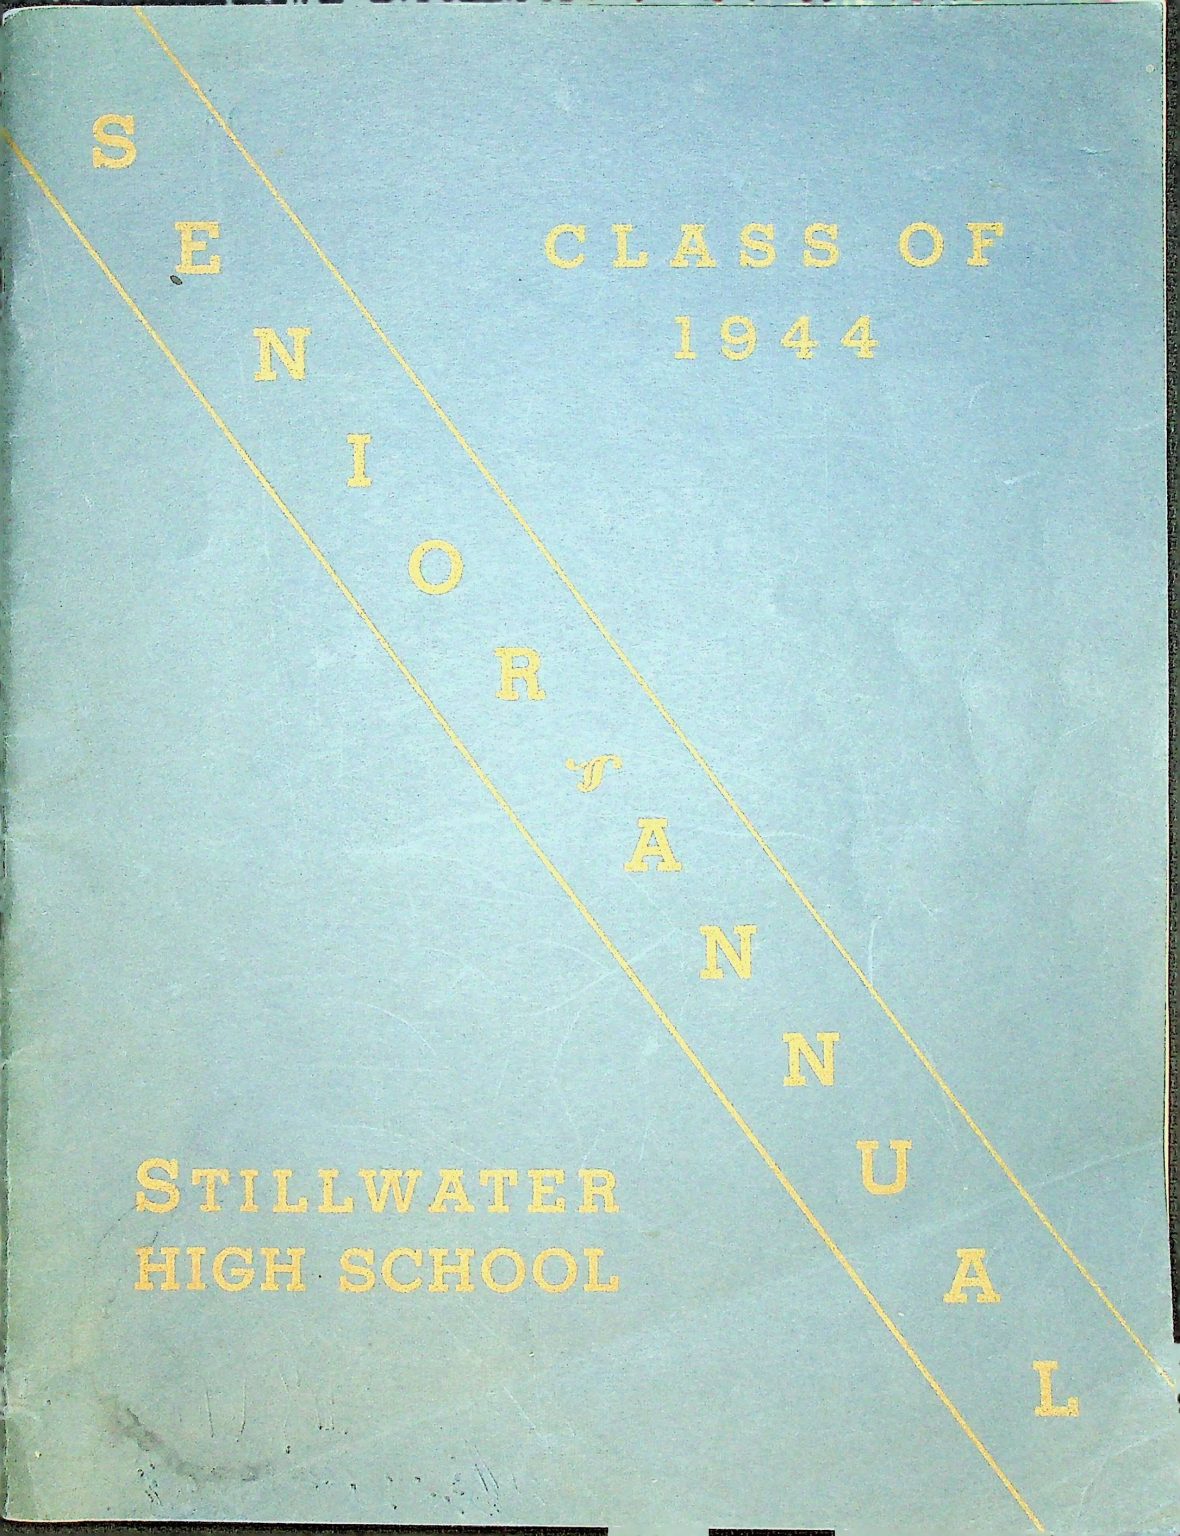 SENIOR ANNUAL
CLASS OF
1944
STILLWATER
HIGH SCHOOL